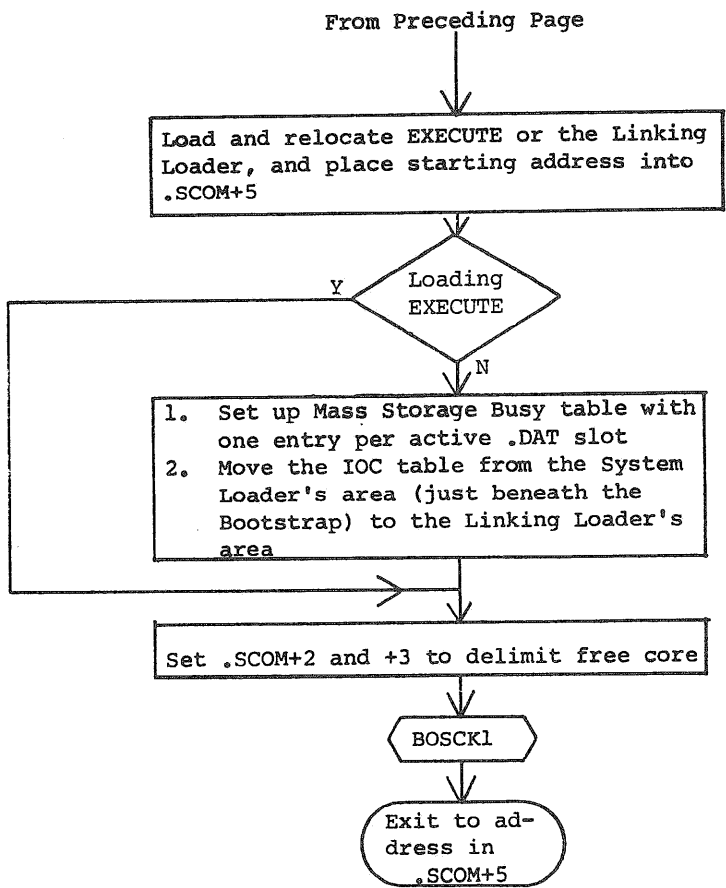 From Preceding Page
Load and relocate EXECUTE or the Linking
Loader, and place starting address into
.SCOM+5
Loading
EXECUTE
Y
N
1. Set up Mass Storage Busy table with
one entry per active .DAT slot
2. Move the IOC table from the System
Loader's area (just beneath the
Bootstrap) to the Linking Loader's
area
Set .SCOM+2 and +3 to delimit free core
BOSCK1
Exit to ad-
dress in
.SCOM+5